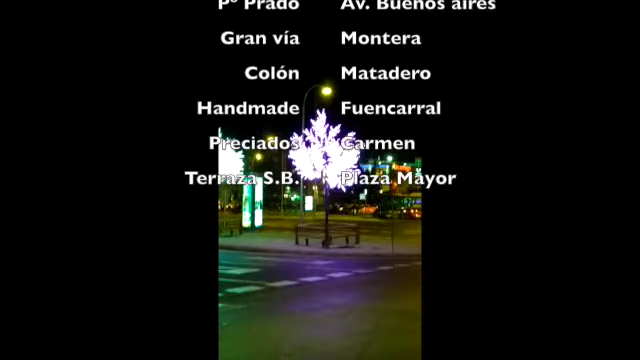 Pº Prado Av. Buenos aires
Gran vía Montera
Colón Matadero
Handmade Fuencarral
Preciados Carmen
Terraza S.B. Plaza Mayor